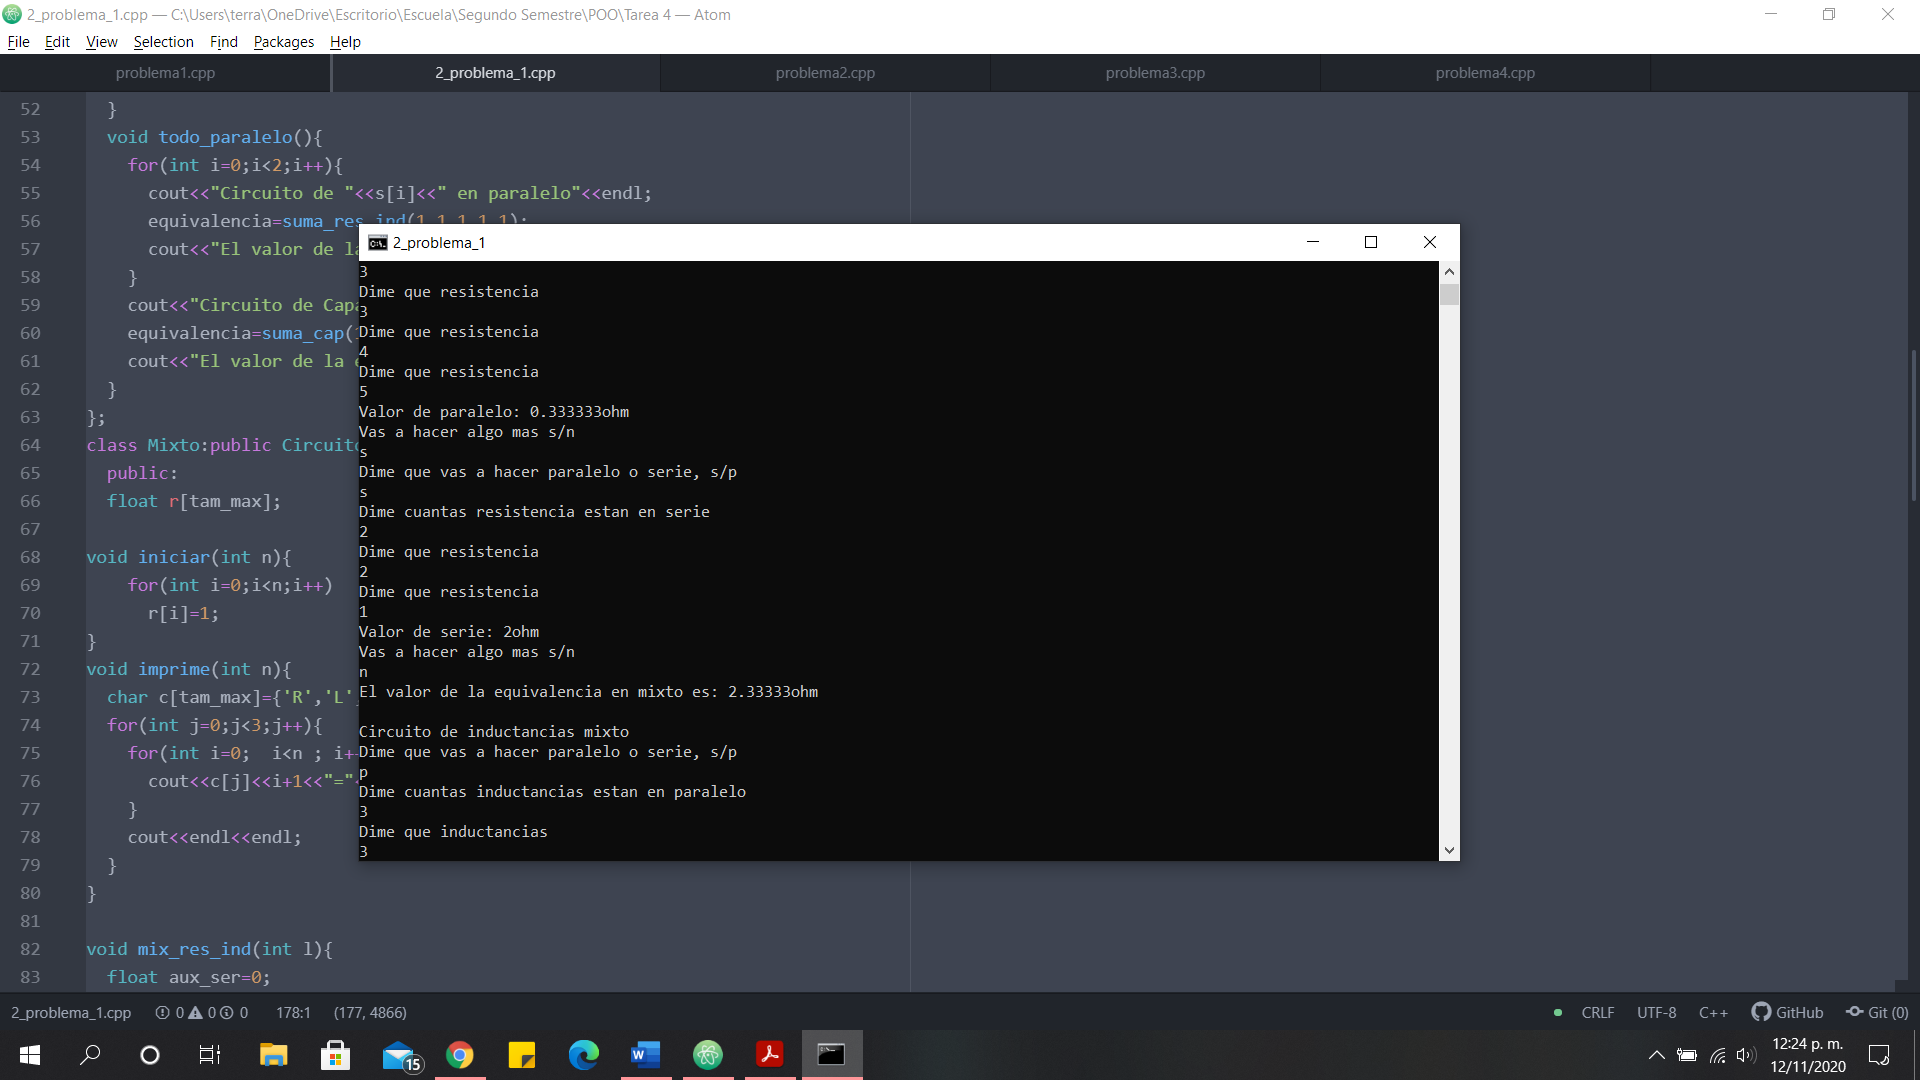 2_problema_1.cpp — C:\Users\terra\OneDrive\Escritorio\Escuela\Segundo Semestre\POO\Tarea 4 — Atom
File Edit View Selection Find Packages Help
problema1.cpp 2_problema_1.cpp problema2.cpp problema3.cpp problema4.cpp
52 }
53 void todo_paralelo(){
54 for(int i=0;i<2;i++){
55 cout<<"Circuito de "<<s[i]<<" en paralelo"<<endl;
56 equivalencia=suma_res_ind(1,1,1,1,1);
57 cout<<"El valor de la
58 }
59 cout<<"Circuito de Capa
60 equivalencia=suma_cap(
61 cout<<"El valor de la e
62 }
63 };
64 class Mixto:public Circuito
65 public:
66 float r[tam_max];
67
68 void iniciar(int n){
69 for(int i=0;i<n;i++)
70 r[i]=1;
71 }
72 void imprime(int n){
73 char c[tam_max]={'R','L'
74 for(int j=0;j<3;j++){
75 for(int i=0;  i<n ; i+
76 cout<<c[j]<<i+1<<"="
77 }
78 cout<<endl<<endl;
79 }
80 }
81
82 void mix_res_ind(int l){
83 float aux_ser=0;
2_problema_1
3
Dime que resistencia
3
Dime que resistencia
4
Dime que resistencia
5
Valor de paralelo: 0.333333ohm
Vas a hacer algo mas s/n
s
Dime que vas a hacer paralelo o serie, s/p
s
Dime cuantas resistencia estan en serie
2
Dime que resistencia
2
Dime que resistencia
1
Valor de serie: 2ohm
Vas a hacer algo mas s/n
n
El valor de la equivalencia en mixto es: 2.33333ohm
Circuito de inductancias mixto
Dime que vas a hacer paralelo o serie, s/p
p
Dime cuantas inductancias estan en paralelo
3
Dime que inductancias
3
2_problema_1.cpp 0 0 0 178:1 (177, 4866) CRLF UTF-8 C++ GitHub Git (0)
15
12:24 p. m.
12/11/2020